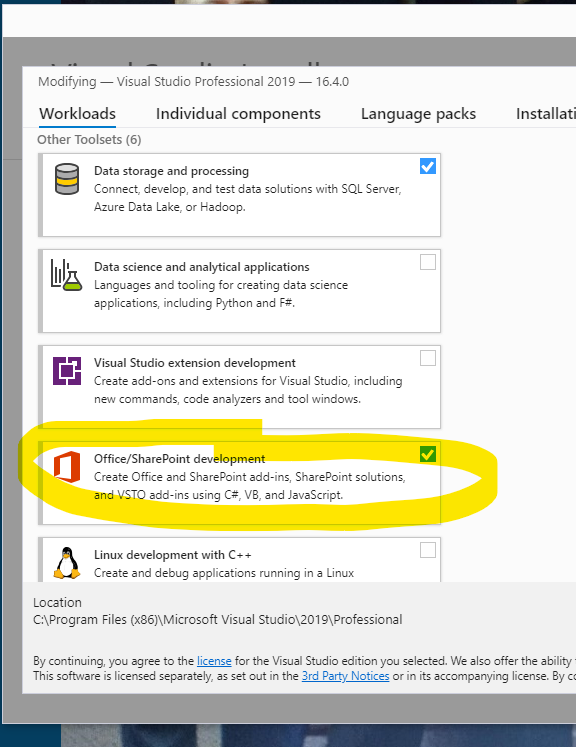 Modifying — Visual Studio Professional 2019 — 16.4.0
Workloads Individual components Language packs
Other Toolsets (6)
Data storage and processing
Connect, develop, and test data solutions with SQL Server,
Azure Data Lake, or Hadoop.
Data science and analytical applications
Languages and tooling for creating data science
applications, including Python and F#.
Visual Studio extension development
Create add-ons and extensions for Visual Studio, including
new commands, code analyzers and tool windows.
Office/SharePoint development
Create Office and SharePoint add-ins, SharePoint solutions,
and VSTO add-ins using C#, VB, and JavaScript.
Linux development with C++
Create and debug applications running in a Linux
Location
C:\Program Files (x86)\Microsoft Visual Studio\2019\Professional
By continuing, you agree to the license for the Visual Studio edition you selected. We also offer the ability
This software is licensed separately, as set out in the 3rd Party Notices or in its accompanying license. By